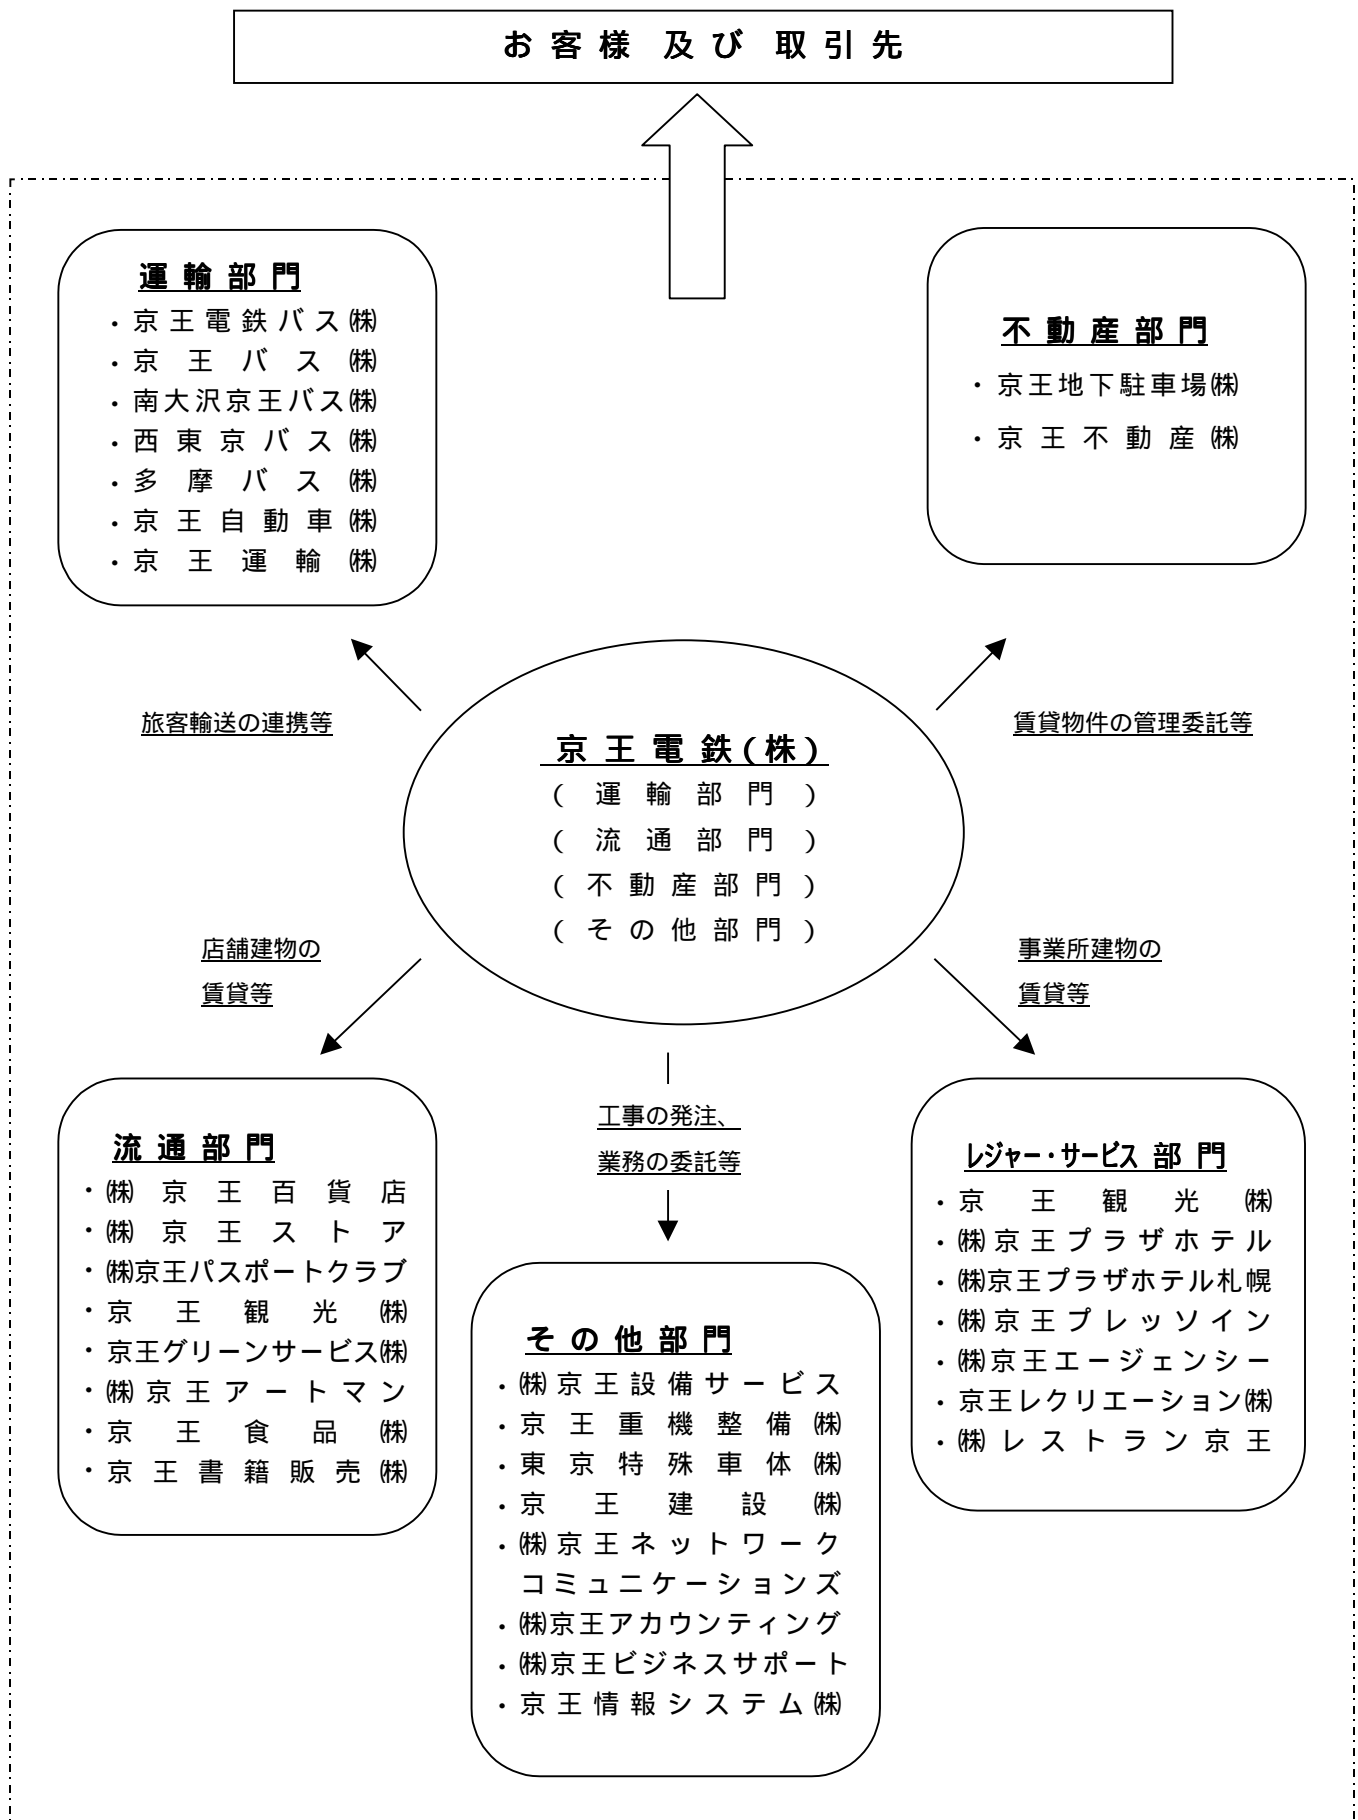 お客様 及び 取引先
運輸部門
・京王電鉄バス㈱
・京王バス㈱
・南大沢京王バス㈱
・西東京バス㈱
・多摩バス㈱
・京王自動車㈱
・京王運輸㈱
不動産部門
・京王地下駐車場㈱
・京王不動産㈱
旅客輸送の連携等
賃貸物件の管理委託等
京王電鉄(株)
(運輸部門)
(流通部門)
(不動産部門)
(その他部門)
店舗建物の
賃貸等
事業所建物の
賃貸等
工事の発注、
業務の委託等
流通部門
・㈱京王百貨店
・㈱京王ストア
・㈱京王パスポートクラブ
・京王観光㈱
・京王グリーンサービス㈱
・㈱京王アートマン
・京王食品㈱
・京王書籍販売㈱
その他部門
・㈱京王設備サービス
・京王重機整備㈱
・東京特殊車体㈱
・京王建設㈱
・㈱京王ネットワーク
コミュニケーションズ
・㈱京王アカウンティング
・㈱京王ビジネスサポート
・京王情報システム㈱
レジャー・サービス部門
・京王観光㈱
・㈱京王プラザホテル
・㈱京王プラザホテル札幌
・㈱京王プレッソイン
・㈱京王エージェンシー
・京王レクリエーション㈱
・㈱レストラン京王